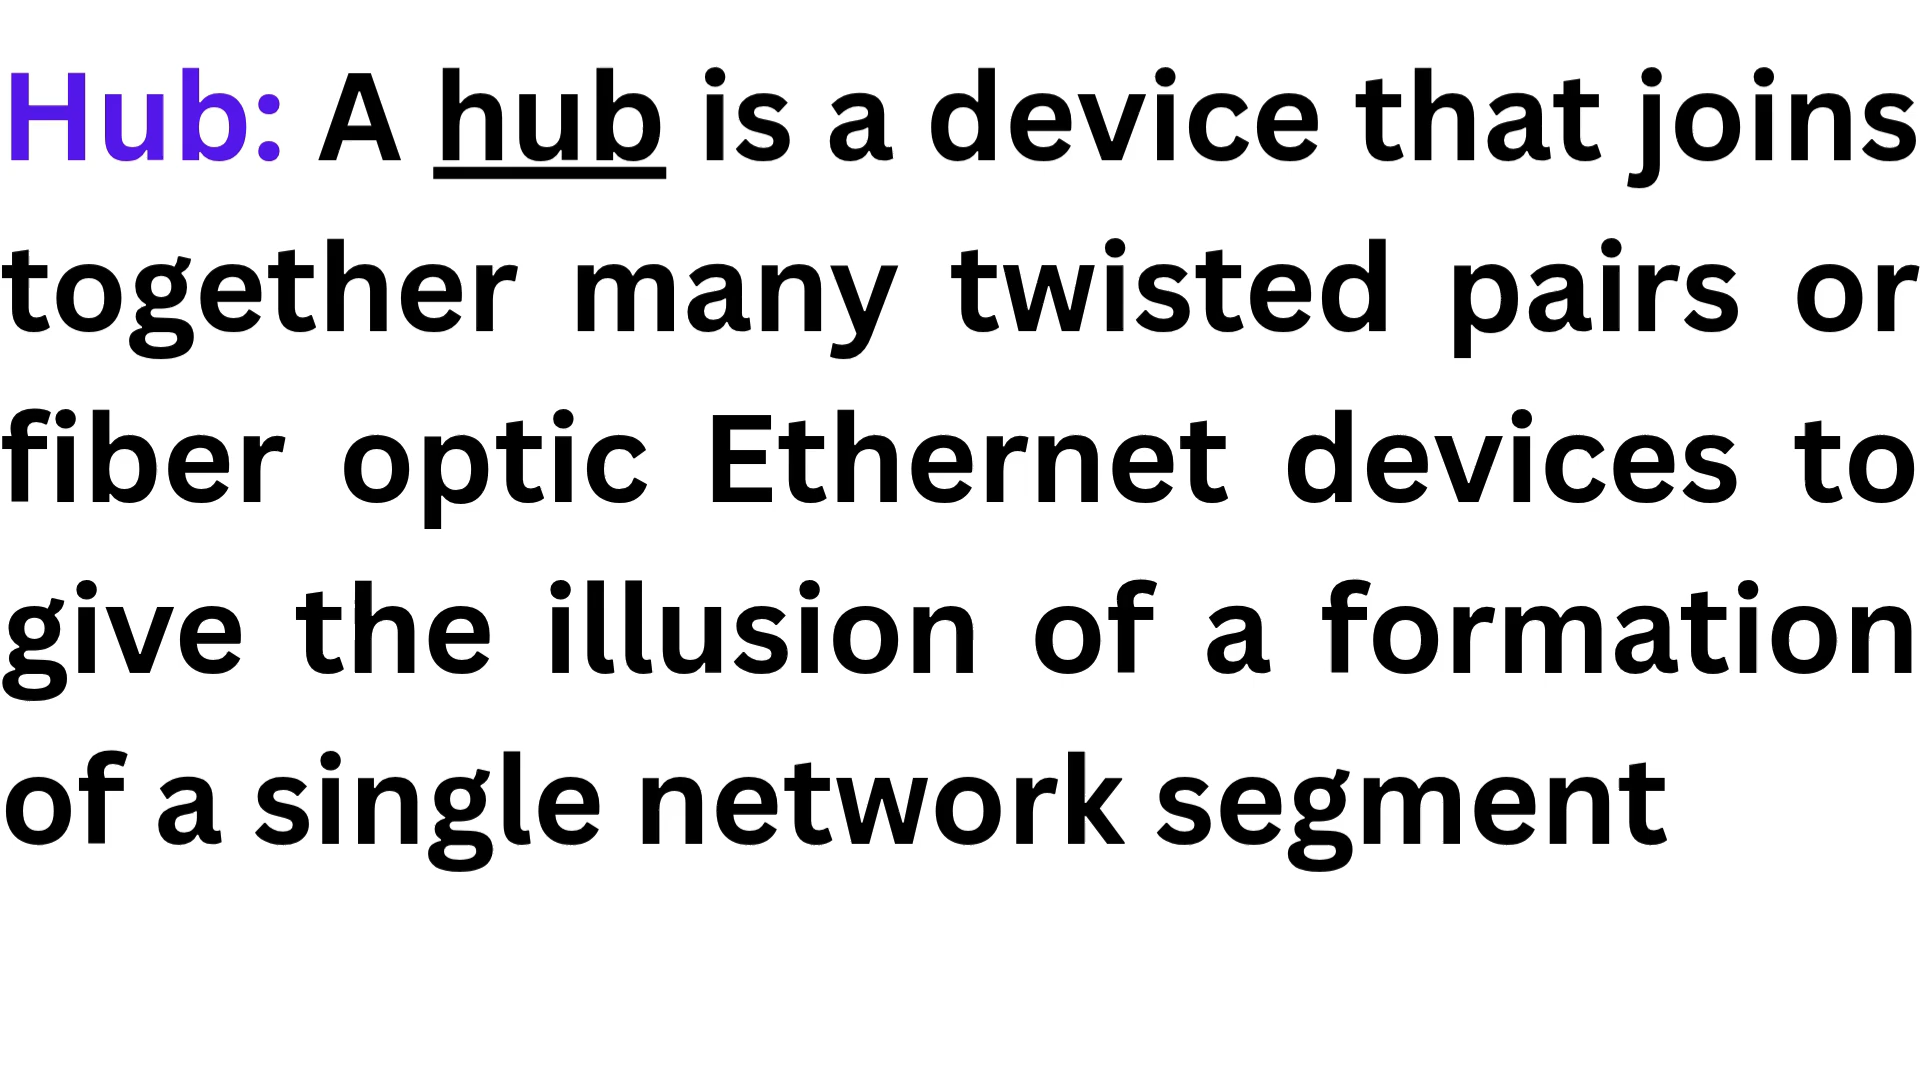 Hub: A hub is a device that joins
together many twisted pairs or
fiber optic Ethernet devices to
give the illusion of a formation
of a single network segment